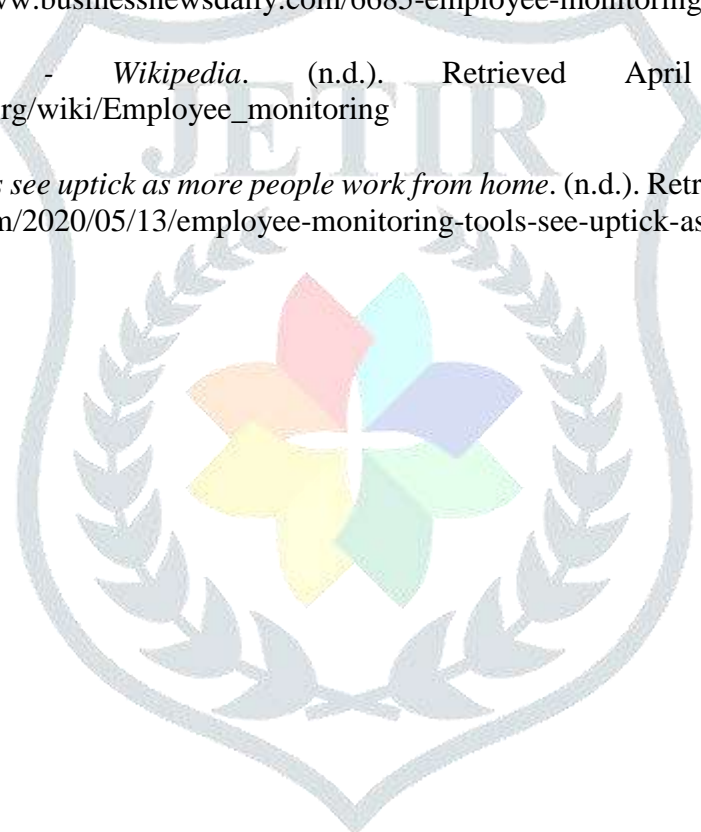 ww.businessnewsdaily.com/6685-employee-monitoring
- Wikipedia. (n.d.). Retrieved April
rg/wiki/Employee_monitoring
JETIR
s see uptick as more people work from home. (n.d.). Retr
m/2020/05/13/employee-monitoring-tools-see-uptick-as